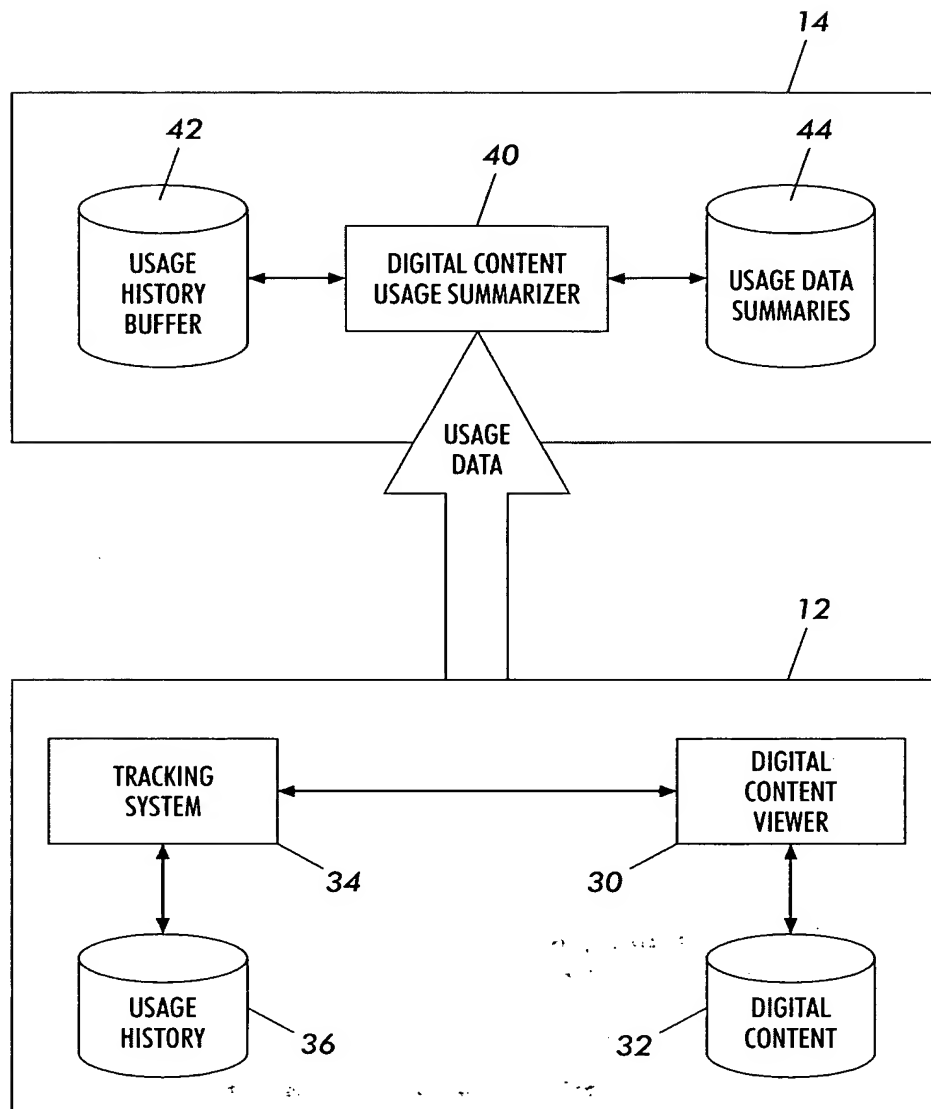 14
42
40
44
USAGE
HISTORY
BUFFER
DIGITAL CONTENT
USAGE SUMMARIZER
USAGE DATA
SUMMARIES
USAGE
DATA
12
TRACKING
SYSTEM
DIGITAL
CONTENT
VIEWER
34
30
USAGE
HISTORY
36
32
DIGITAL
CONTENT